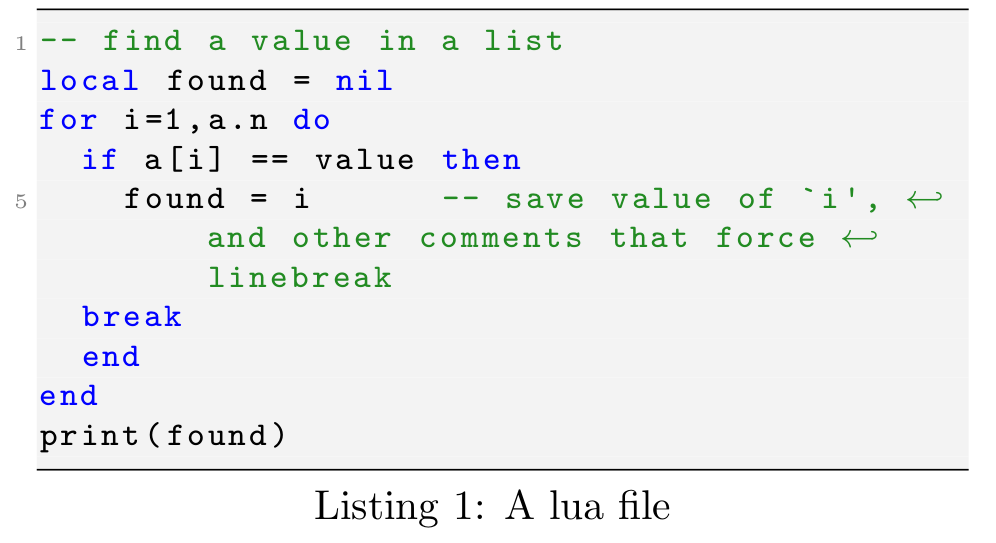 1 -- find a value in a list
local found = nil
for i=1,a.n do
  if a[i] == value then
5     found = i      -- save value of `i', ↩
        and other comments that force ↩
        linebreak
  break
  end
end
print(found)
Listing 1: A lua file